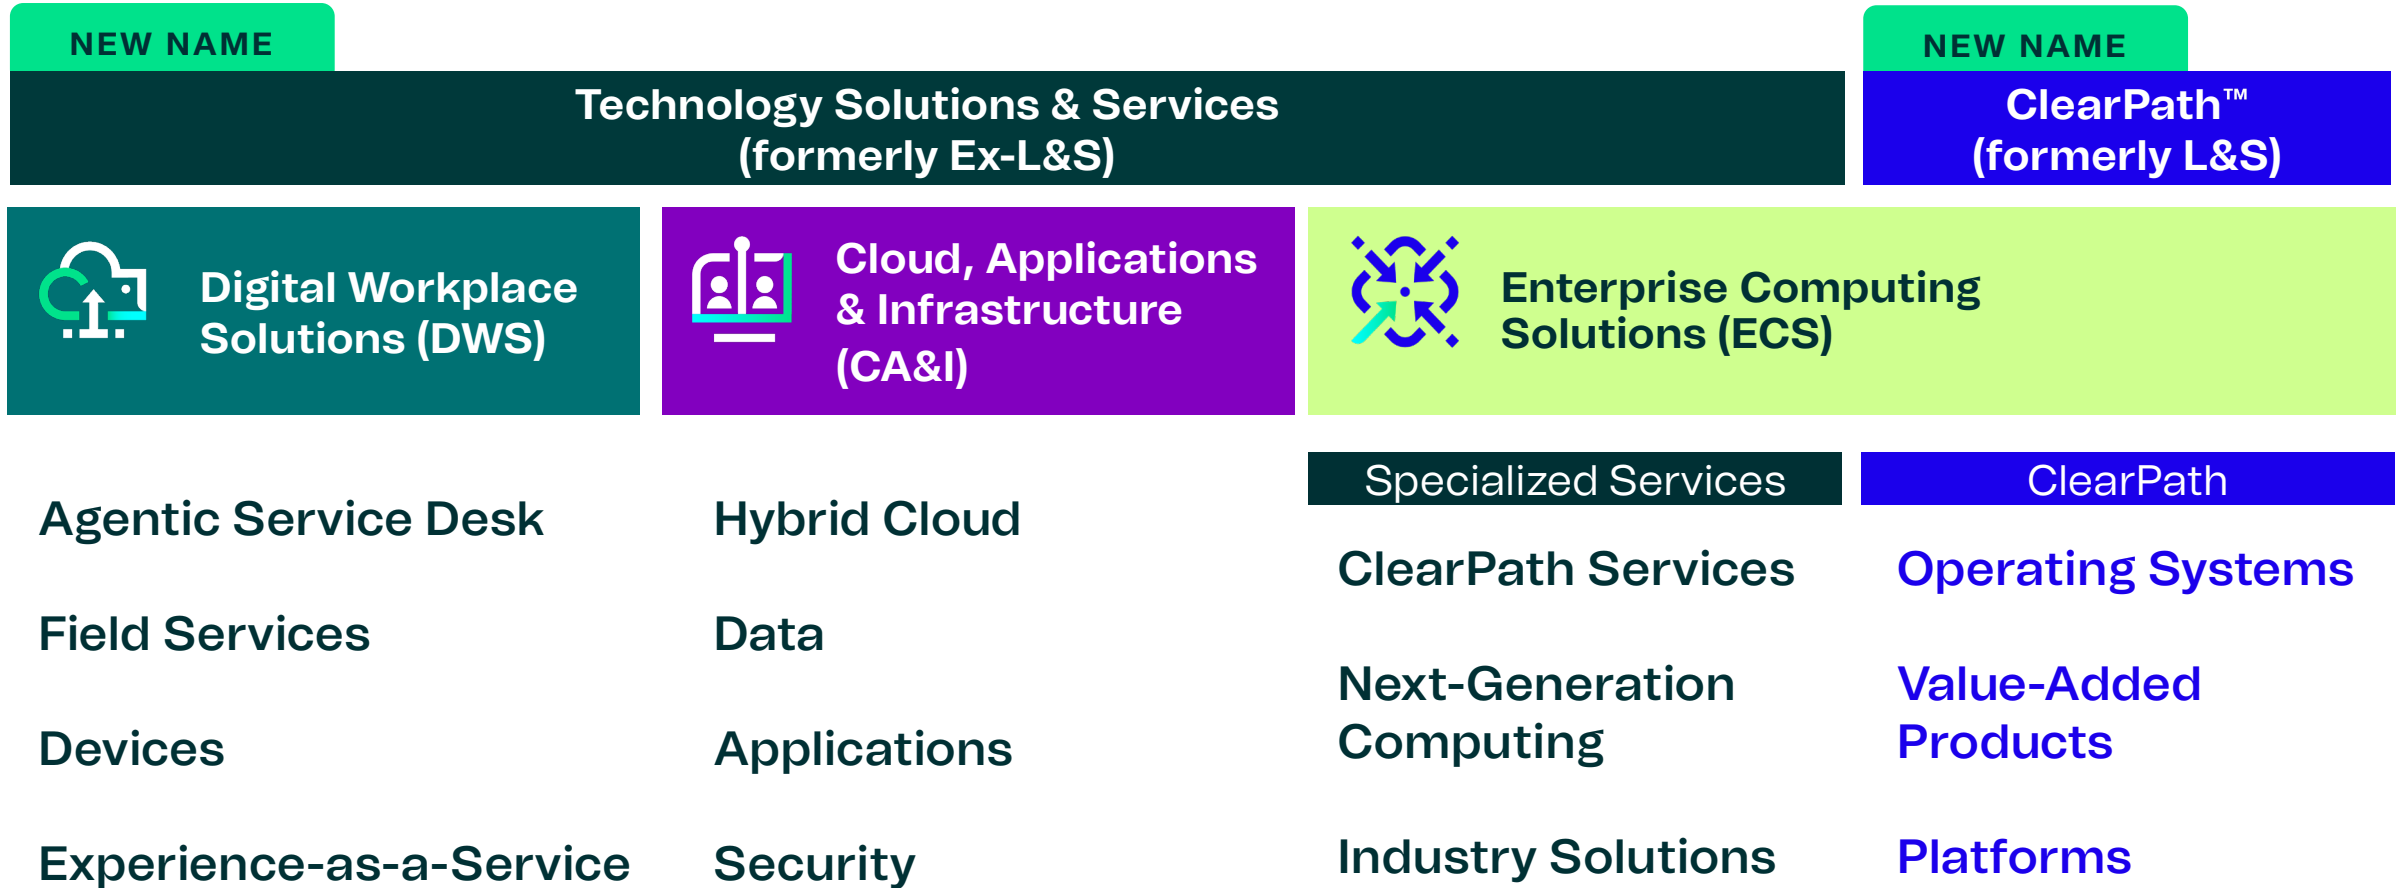 NEW NAME
NEW NAME
Technology Solutions & Services
(formerly Ex-L&S)
ClearPath™
(formerly L&S)
Digital Workplace
Solutions (DWS)
Cloud, Applications
& Infrastructure
(CA&I)
Enterprise Computing
Solutions (ECS)
Agentic Service Desk
Field Services
Devices
Experience-as-a-Service
Hybrid Cloud
Data
Applications
Security
Specialized Services
ClearPath Services
Next-Generation
Computing
Industry Solutions
ClearPath
Operating Systems
Value-Added
Products
Platforms